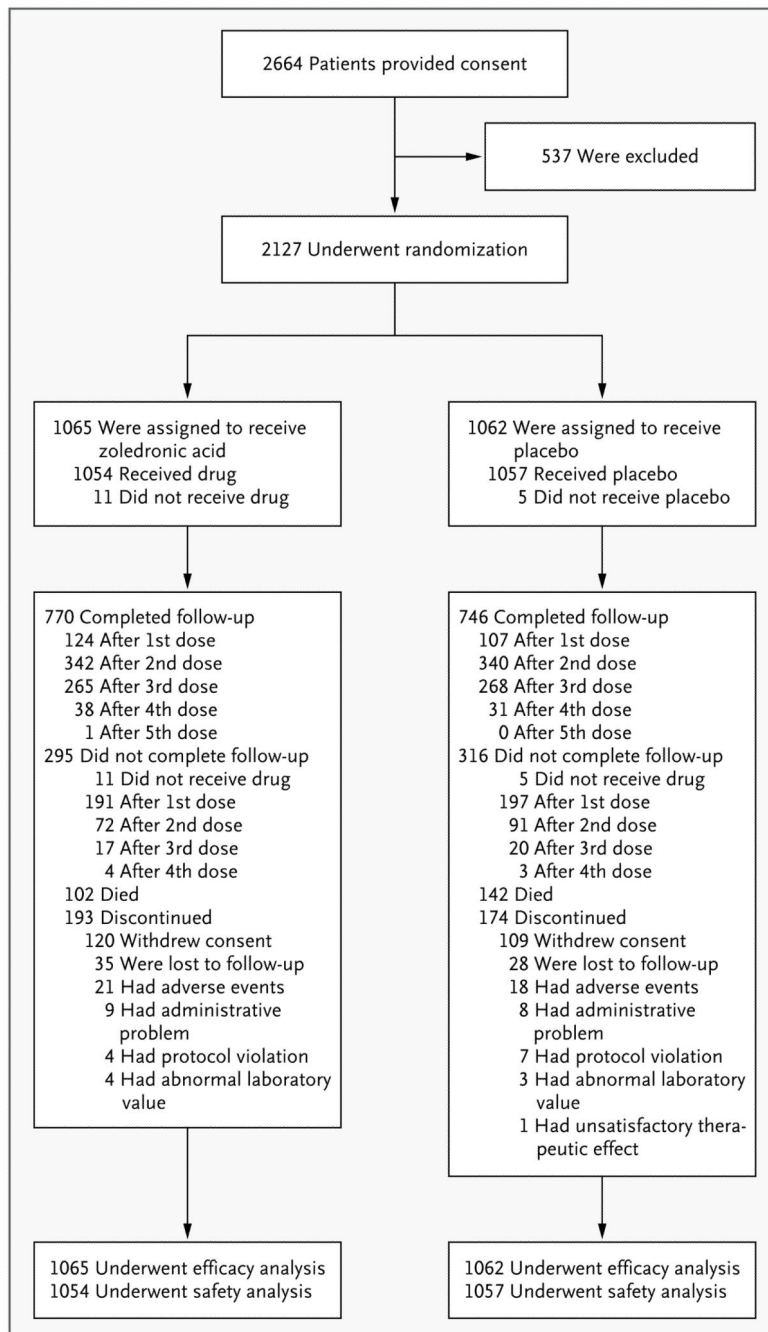 2664 Patients provided consent
537 Were excluded
2127 Underwent randomization
1065 Were assigned to receive
zoledronic acid
1054 Received drug
11 Did not receive drug
1062 Were assigned to receive
placebo
1057 Received placebo
5 Did not receive placebo
770 Completed follow-up
124 After 1st dose
342 After 2nd dose
265 After 3rd dose
38 After 4th dose
1 After 5th dose
295 Did not complete follow-up
11 Did not receive drug
191 After 1st dose
72 After 2nd dose
17 After 3rd dose
4 After 4th dose
102 Died
193 Discontinued
120 Withdrew consent
35 Were lost to follow-up
21 Had adverse events
9 Had administrative
problem
4 Had protocol violation
4 Had abnormal laboratory
value
746 Completed follow-up
107 After 1st dose
340 After 2nd dose
268 After 3rd dose
31 After 4th dose
0 After 5th dose
316 Did not complete follow-up
5 Did not receive drug
197 After 1st dose
91 After 2nd dose
20 After 3rd dose
3 After 4th dose
142 Died
174 Discontinued
109 Withdrew consent
28 Were lost to follow-up
18 Had adverse events
8 Had administrative
problem
7 Had protocol violation
3 Had abnormal laboratory
value
1 Had unsatisfactory thera-
peutic effect
1065 Underwent efficacy analysis
1054 Underwent safety analysis
1062 Underwent efficacy analysis
1057 Underwent safety analysis